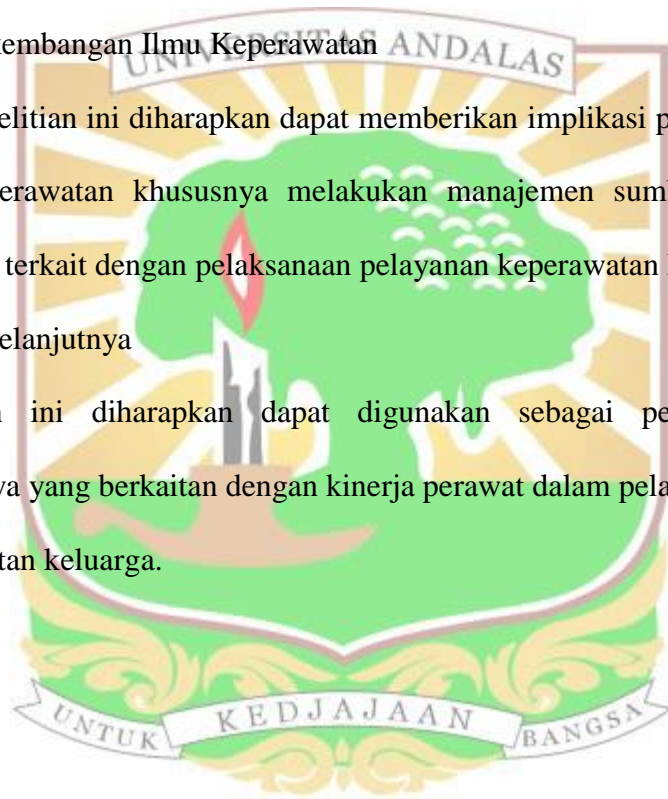 kembangan Ilmu Keperawatan
UNIVERSITAS ANDALAS
elitian ini diharapkan dapat memberikan implikasi p
erawatan khususnya melakukan manajemen sum
terkait dengan pelaksanaan pelayanan keperawatan
elanjutnya
ini diharapkan dapat digunakan sebagai pe
ya yang berkaitan dengan kinerja perawat dalam pela
tan keluarga.
UNTUK KEDJAJAAN BANGSA